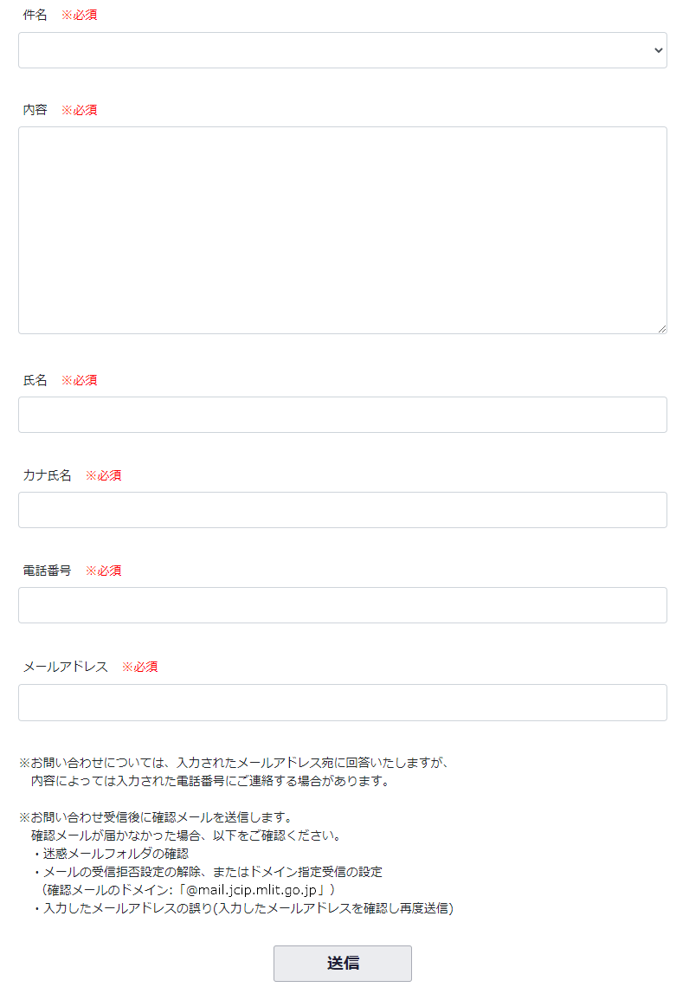 件名 ※必須
内容 ※必須
氏名 ※必須
カナ氏名 ※必須
電話番号 ※必須
メールアドレス ※必須
※お問い合わせについては、入力されたメールアドレス宛に回答いたしますが、
内容によっては入力された電話番号にご連絡する場合があります。
※お問い合わせ受信後に確認メールを送信します。
確認メールが届かなかった場合、以下をご確認ください。
・迷惑メールフォルダの確認
・メールの受信拒否設定の解除、またはドメイン指定受信の設定
（確認メールのドメイン:「@mail.jcip.mlit.go.jp」）
・入力したメールアドレスの誤り(入力したメールアドレスを確認し再度送信)
送信